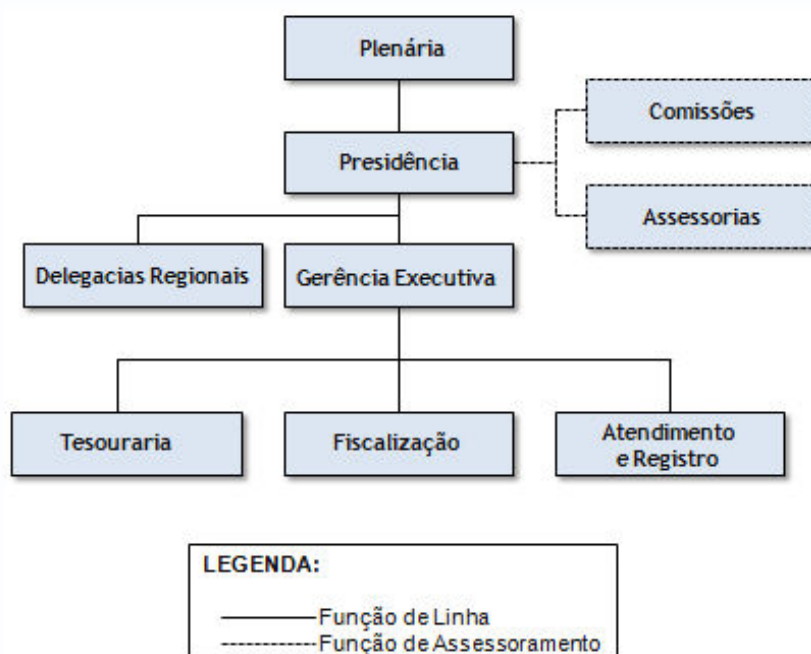 Plenária
Comissões
Presidência
Assessorias
Delegacias Regionais
Gerência Executiva
Tesouraria
Fiscalização
Atendimento
e Registro
LEGENDA:
Função de Linha
Função de Assessoramento